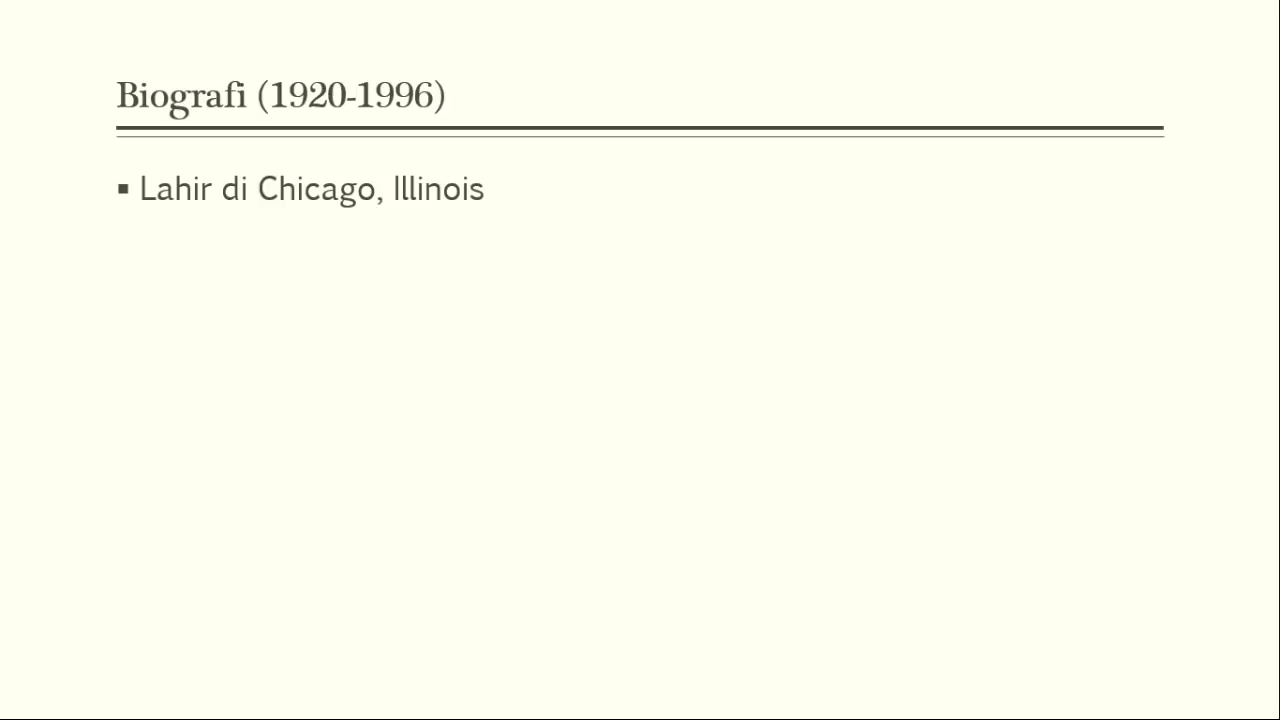 Biografi (1920-1996)
▪ Lahir di Chicago, Illinois